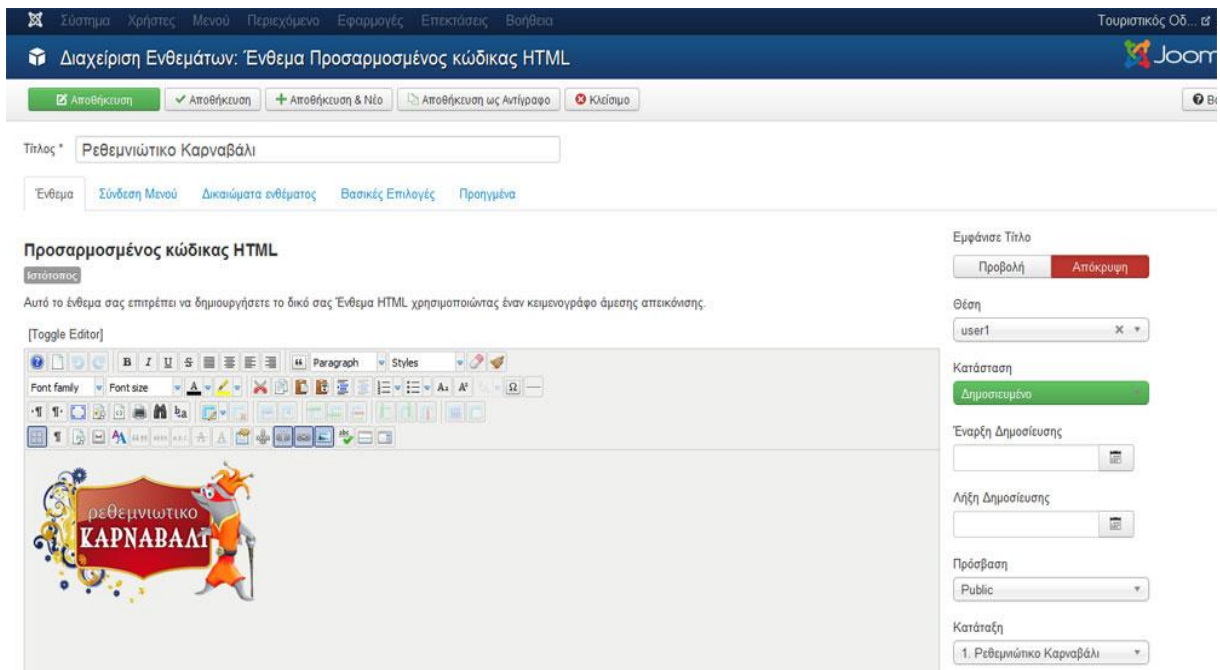 Σύστημα Χρήστες Μενού Περιεχόμενο Εφαρμογές Επεκτάσεις Βοήθεια Τουριστικός Οδ...
Διαχείριση Ενθεμάτων: Ένθεμα Προσαρμοσμένος κώδικας HTML Joom
Αποθήκευση Αποθήκευση Αποθήκευση & Νέο Αποθήκευση ως Αντίγραφο Κλείσιμο
Τίτλος * Ρεθεμνιώτικο Καρναβάλι
Ένθεμα Σύνδεση Μενού Δικαιώματα ενθέματος Βασικές Επιλογές Προηγμένα
Προσαρμοσμένος κώδικας HTML
Ιστότοπος
Αυτό το ένθεμα σας επιτρέπει να δημιουργήσετε το δικό σας Ένθεμα HTML χρησιμοποιώντας έναν κειμενογράφο άμεσης απεικόνισης.
[Toggle Editor]
Paragraph Styles
Font family Font size
ρεθεμνιωτικο
ΚΑΡΝΑΒΑΛΙ
Εμφάνισε Τίτλο
Προβολή Απόκρυψη
Θέση
user1
Κατάσταση
Δημοσιευμένο
Έναρξη Δημοσίευσης
Λήξη Δημοσίευσης
Πρόσβαση
Public
Κατάταξη
1. Ρεθεμνιώτικο Καρναβάλι